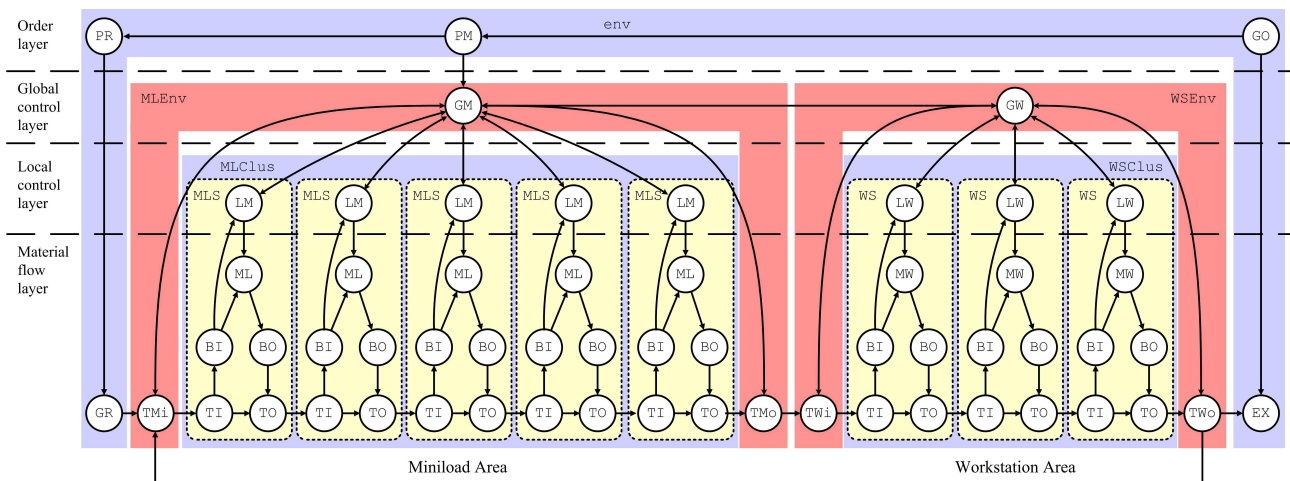 Order
layer
PR
PM
env
GO
Global
control
layer
MLEnv
GM
GW
WSEnv
Local
control
layer
MLClus
WSClus
MLS MLS MLS MLS MLS WS WS WS
LM LM LM LM LM LW LW LW
Material
flow
layer
ML ML ML ML ML MW MW MW
BI BO BI BO BI BO BI BO BI BO BI BO BI BO BI BO
GR TMi TI TO TI TO TI TO TI TO TI TO TMo TWi TI TO TI TO TI TO TWo EX
Miniload Area
Workstation Area